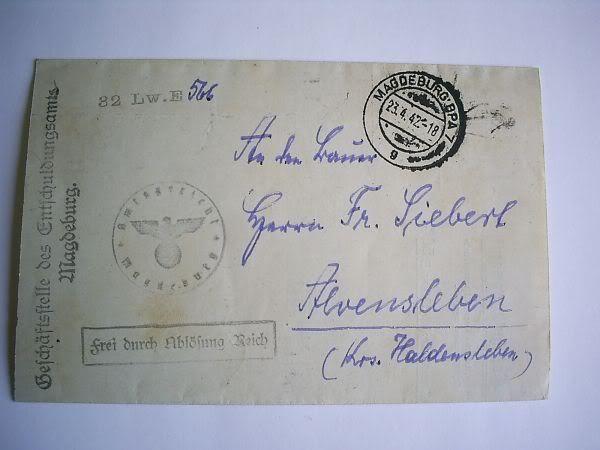 Geschäftsstelle des Entschuldungsamts
Magdeburg.
32 Lw.E 566
MAGDEBURG BPA 7
23.4.42.-18
g
An den Bauer
Herrn Fr. Siebert
Alvensleben
(Krs. Haldensleben)
Amtsgericht
Magdeburg
Frei durch Ablösung Reich